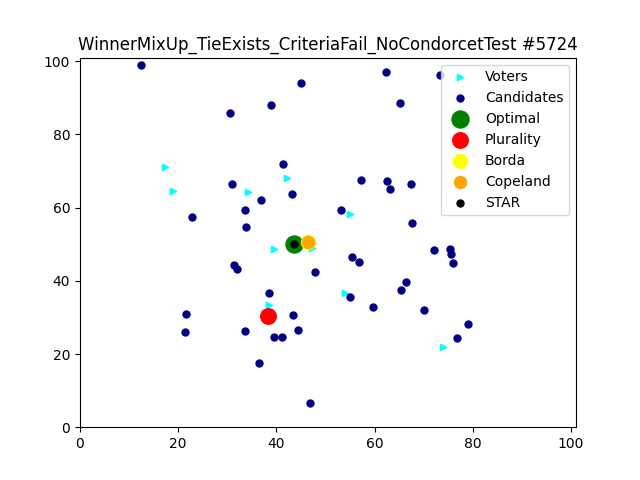 WinnerMixUp_TieExists_CriteriaFail_NoCondorcetTest #5724
100
80
60
40
20
0
0 20 40 60 80 100
Voters
Candidates
Optimal
Plurality
Borda
Copeland
STAR